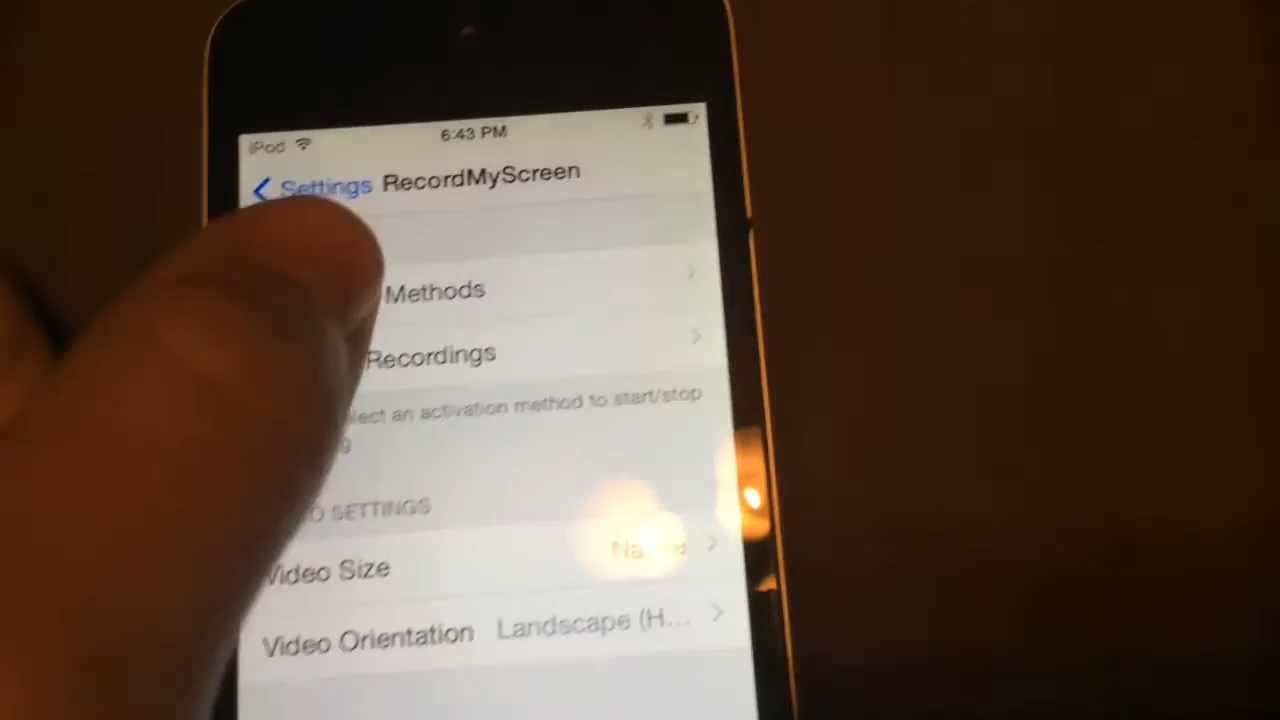 iPod 6:43 PM
Settings RecordMyScreen
Methods
Recordings
an activation method to start/stop
SETTINGS
Video Size
Video Orientation Landscape (H...